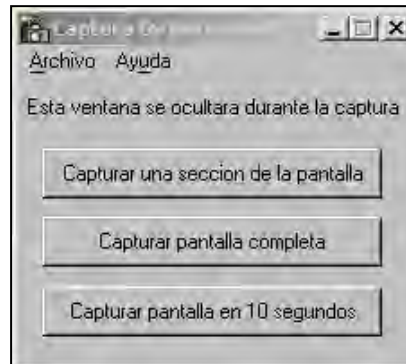 Captura
Archivo Ayuda
Esta ventana se ocultara durante la captura
Capturar una seccion de la pantalla
Capturar pantalla completa
Capturar pantalla en 10 segundos